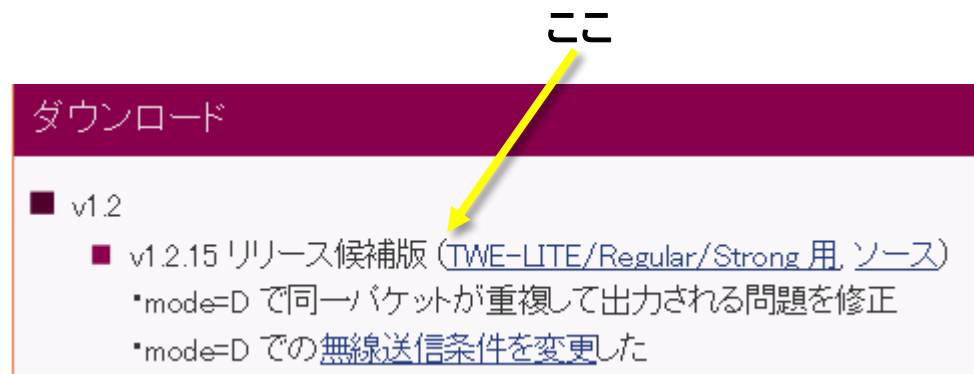 ここ
ダウンロード
v1.2
v1.2.15 リリース候補版 (TWE-LITE/Regular/Strong 用, ソース)
・mode=D で同一パケットが重複して出力される問題を修正
・mode=D での無線送信条件を変更した